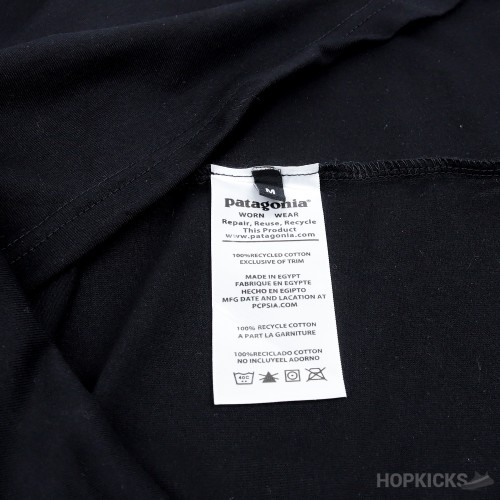 M
patagonia®
WORN WEAR
Repair, Reuse, Recycle
This Product
www.patagonia.com
100%RECYCLED COTTON
EXCLUSIVE OF TRIM
MADE IN EGYPT
FABRIQUE EN EGYPTE
HECHO EN EGIPTO
MFG DATE AND LACATION AT
PCPSIA.COM
100% RECYCLE COTTON
A PART LA GARNITURE
100%RECICLADO COTTON
NO INCLUYEEL ADORNO
40C
HOPKICKS